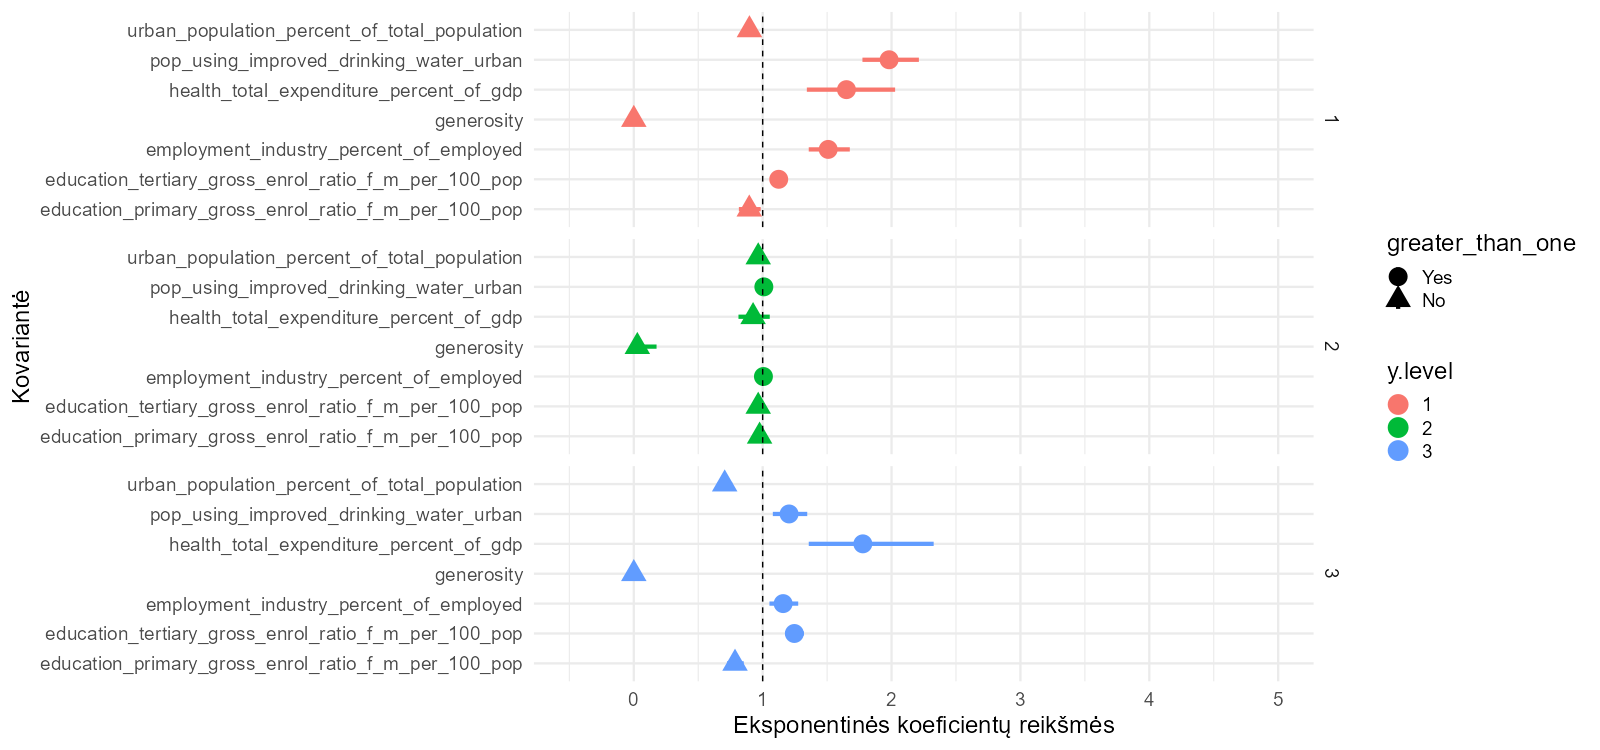 urban_population_percent_of_total_population
pop_using_improved_drinking_water_urban
health_total_expenditure_percent_of_gdp
generosity
employment_industry_percent_of_employed
education_tertiary_gross_enrol_ratio_f_m_per_100_pop
education_primary_gross_enrol_ratio_f_m_per_100_pop
1
urban_population_percent_of_total_population
pop_using_improved_drinking_water_urban
health_total_expenditure_percent_of_gdp
generosity
employment_industry_percent_of_employed
education_tertiary_gross_enrol_ratio_f_m_per_100_pop
education_primary_gross_enrol_ratio_f_m_per_100_pop
2
urban_population_percent_of_total_population
pop_using_improved_drinking_water_urban
health_total_expenditure_percent_of_gdp
generosity
employment_industry_percent_of_employed
education_tertiary_gross_enrol_ratio_f_m_per_100_pop
education_primary_gross_enrol_ratio_f_m_per_100_pop
3
Kovariantė
0 1 2 3 4 5
Eksponentinės koeficientų reikšmės
greater_than_one
Yes
No
y.level
1
2
3